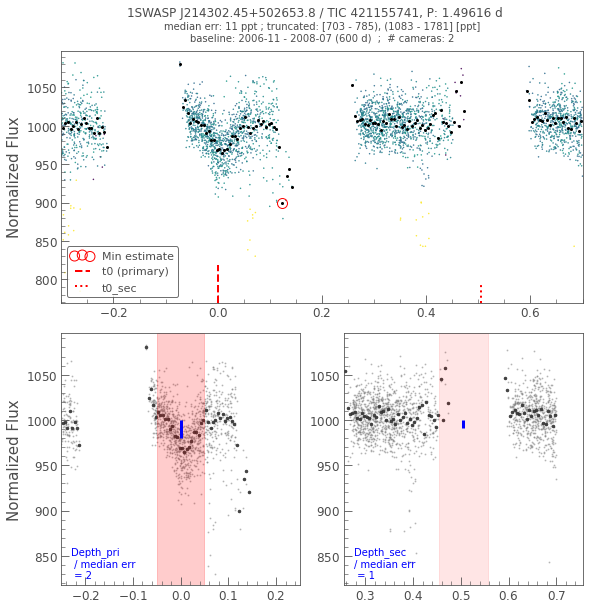 1SWASP J214302.45+502653.8 / TIC 421155741, P: 1.49616 d
median err: 11 ppt ; truncated: [703 - 785), (1083 - 1781] [ppt]
baseline: 2006-11 - 2008-07 (600 d)  ;  # cameras: 2
Normalized Flux
1050
1000
950
900
850
800
Min estimate
t0 (primary)
t0_sec
−0.2
0.0
0.2
0.4
0.6
Normalized Flux
1050
1000
950
900
850
Depth_pri
/ median err
= 2
−0.2
−0.1
0.0
0.1
0.2
1050
1000
950
900
850
Depth_sec
/ median err
= 1
0.3
0.4
0.5
0.6
0.7